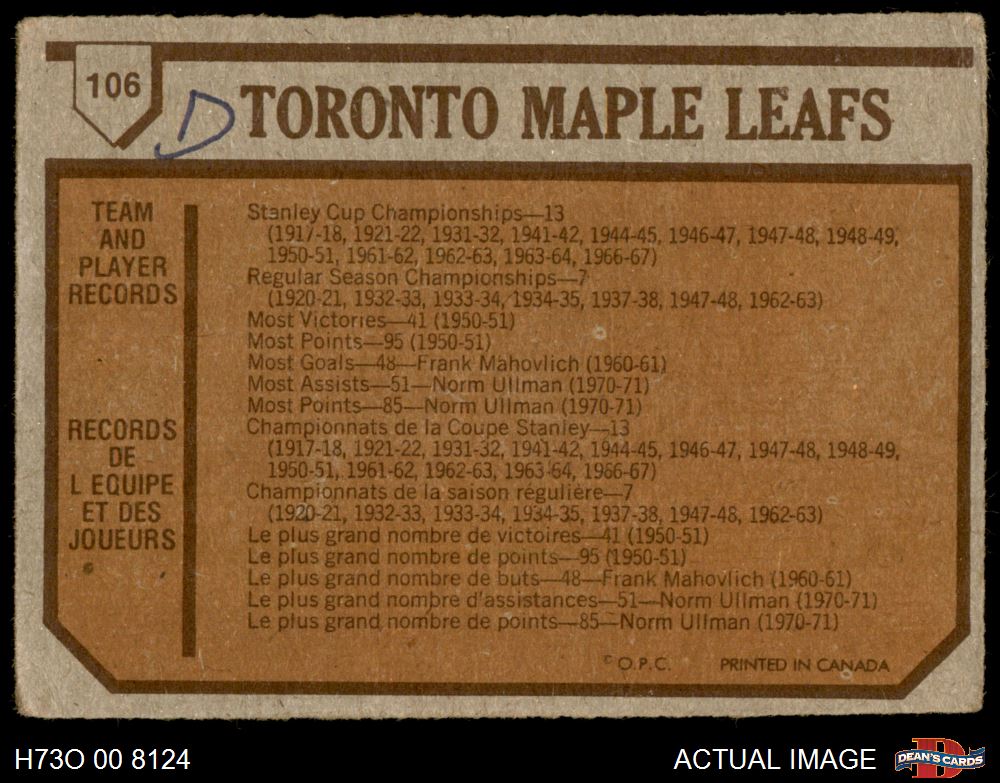 106
D TORONTO MAPLE LEAFS
TEAM
AND
PLAYER
RECORDS
Stanley Cup Championships—13
(1917-18, 1921-22, 1931-32, 1941-42, 1944-45, 1946-47, 1947-48, 1948-49,
1950-51, 1961-62, 1962-63, 1963-64, 1966-67)
Regular Season Championships—7
(1920-21, 1932-33, 1933-34, 1934-35, 1937-38, 1947-48, 1962-63)
Most Victories—41 (1950-51)
Most Points—95 (1950-51)
Most Goals—48—Frank Mahovlich (1960-61)
Most Assists—51—Norm Ullman (1970-71)
Most Points—85—Norm Ullman (1970-71)
RECORDS
DE
L EQUIPE
ET DES
JOUEURS
Championnats de la Coupe Stanley—13
(1917-18, 1921-22, 1931-32, 1941-42, 1944-45, 1946-47, 1947-48, 1948-49,
1950-51, 1961-62, 1962-63, 1963-64, 1966-67)
Championnats de la saison régulière—7
(1920-21, 1932-33, 1933-34, 1934-35, 1937-38, 1947-48, 1962-63)
Le plus grand nombre de victoires—41 (1950-51)
Le plus grand nombre de points—95 (1950-51)
Le plus grand nombre de buts—48—Frank Mahovlich (1960-61)
Le plus grand nombre d'assistances—51—Norm Ullman (1970-71)
Le plus grand nombre de points—85—Norm Ullman (1970-71)
© O.P.C. PRINTED IN CANADA
H73O 00 8124
ACTUAL IMAGE
D
DEAN'S CARDS